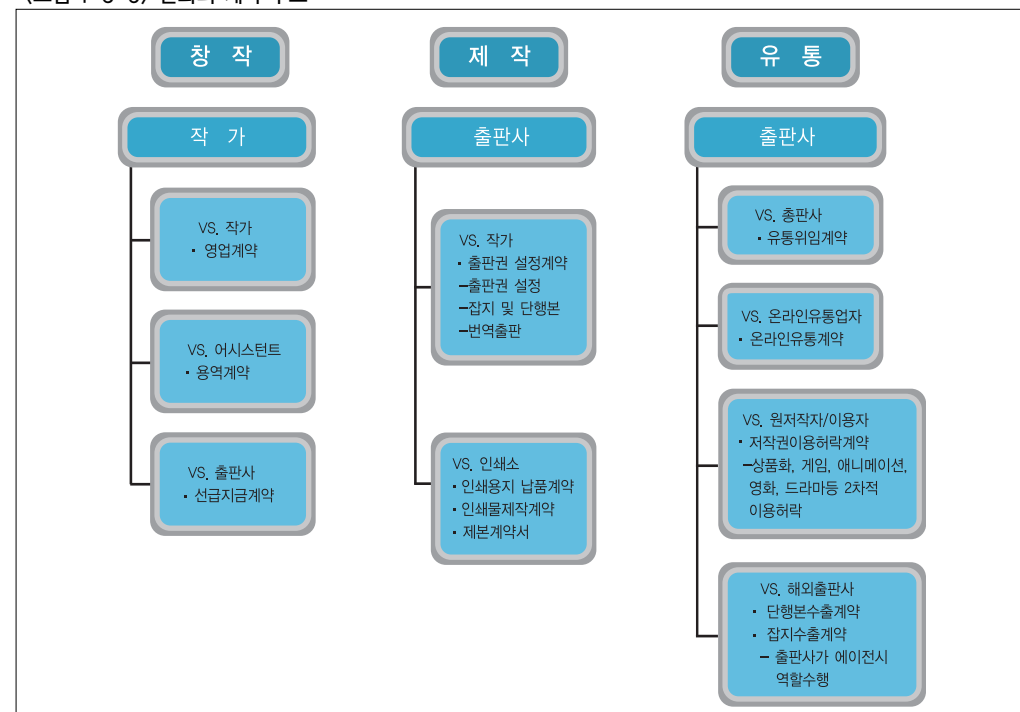 창 작
제 작
유 통
작 가
출판사
출판사
VS. 작가
· 영업계약
VS. 어시스턴트
· 용역계약
VS. 출판사
· 선급지금계약
VS. 작가
· 출판권 설정계약
-출판권 설정
-잡지 및 단행본
-번역출판
VS. 인쇄소
· 인쇄용지 납품계약
· 인쇄물제작계약
· 제본계약서
VS. 총판사
· 유통위임계약
VS. 온라인유통업자
· 온라인유통계약
VS. 원저작자/이용자
· 저작권이용허락계약
-상품화, 게임, 애니메이션,
영화, 드라마등 2차적
이용허락
VS. 해외출판사
· 단행본수출계약
· 잡지수출계약
- 출판사가 에이전시
역할수행